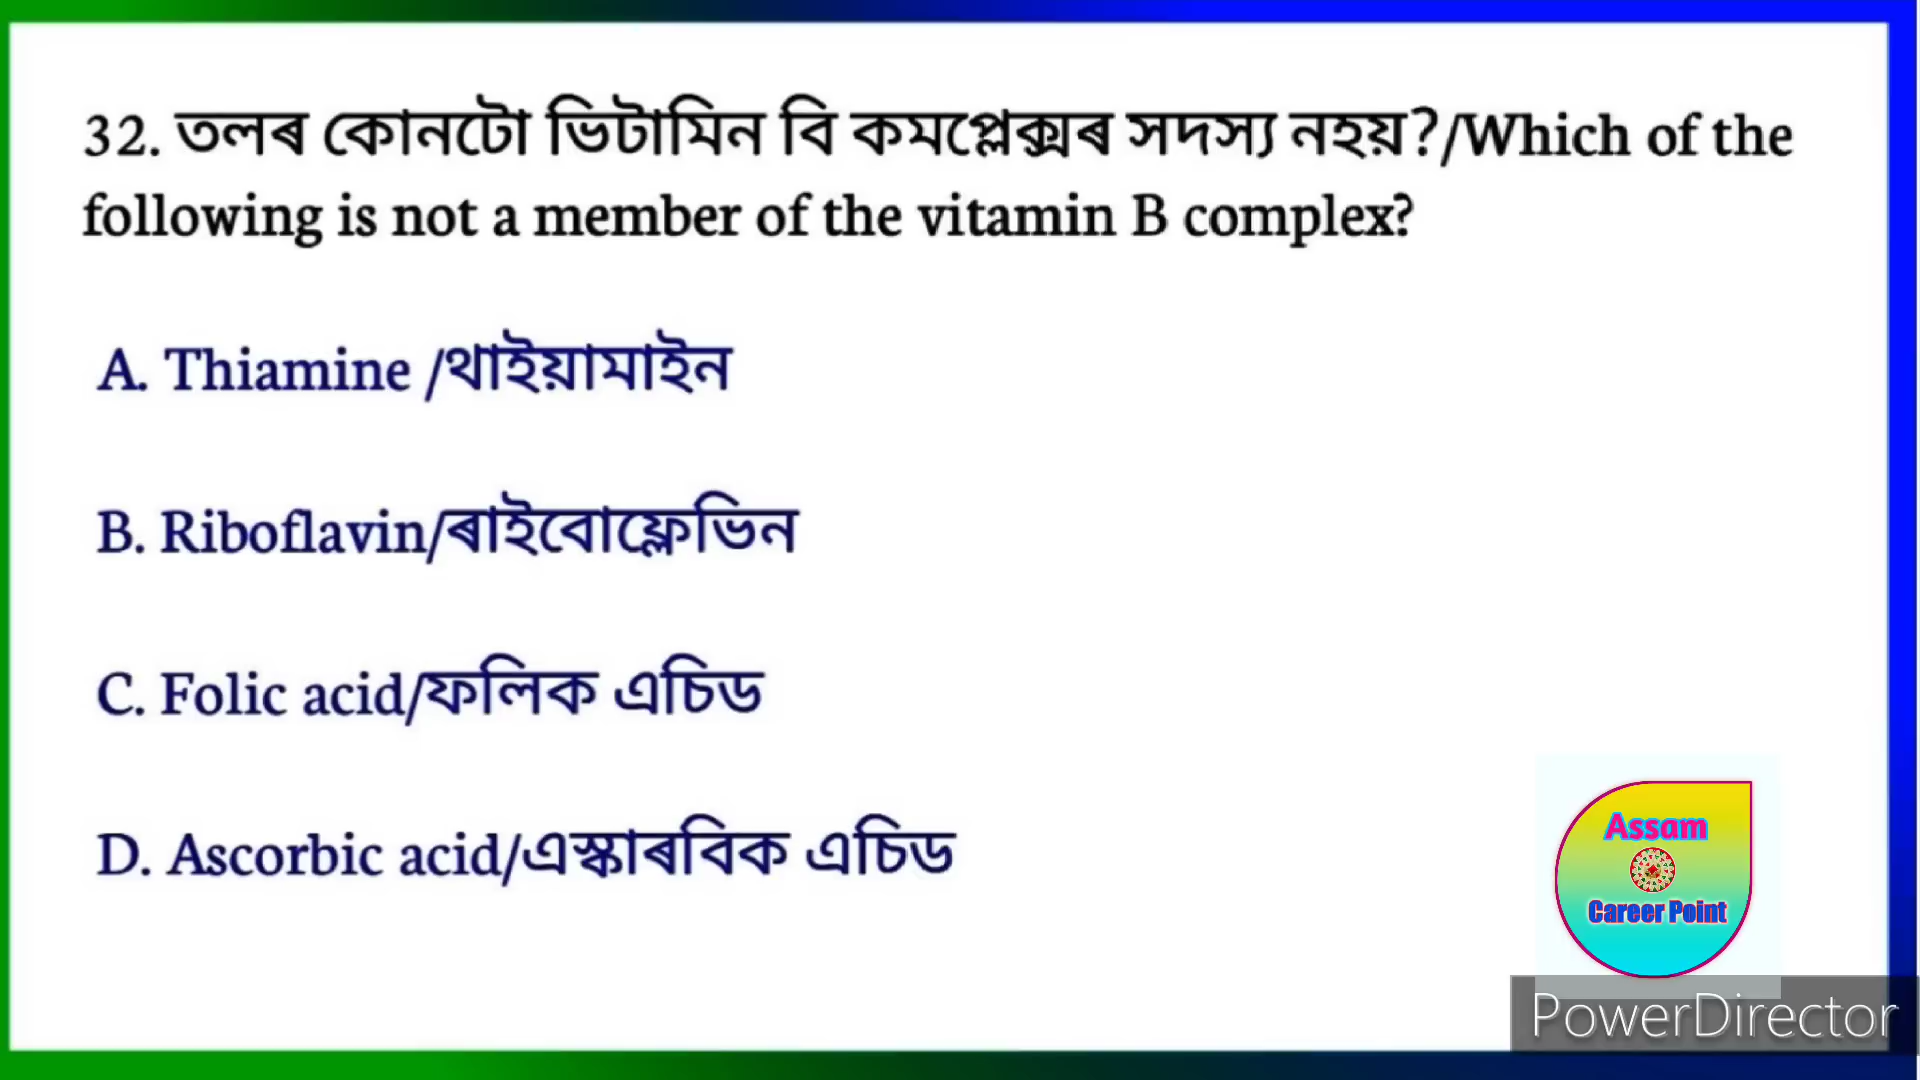 32. তলৰ কোনটো ভিটামিন বি কমপ্লেক্সৰ সদস্য নহয়?/Which of the
following is not a member of the vitamin B complex?
A. Thiamine /থাইয়ামাইন
B. Riboflavin/ৰাইবোফ্লেভিন
C. Folic acid/ফলিক এচিড
D. Ascorbic acid/এস্কাৰবিক এচিড
Assam
Career Point
PowerDirector